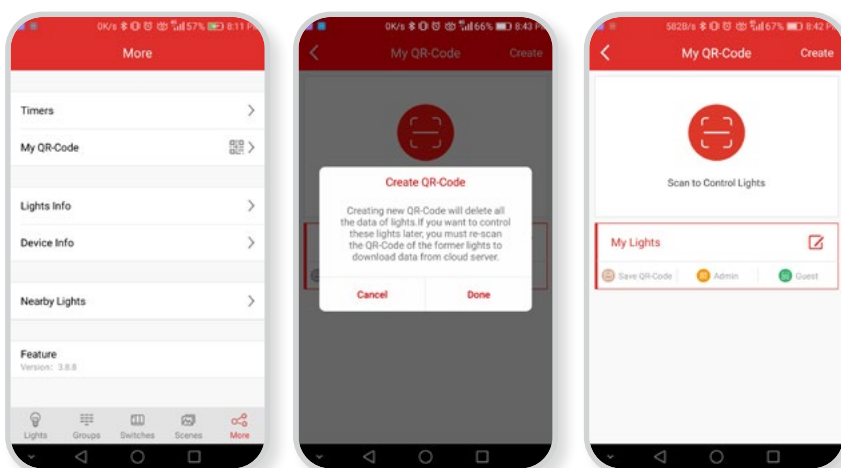 0K/s 57% 8:11 P
More
Timers
My QR-Code
Lights Info
Device Info
Nearby Lights
Feature
Version: 3.8.8
Lights Groups Switches Scenes More
0K/s 66% 8:43 P
My QR-Code Create
Create QR-Code
Creating new QR-Code will delete all
the data of lights.If you want to control
these lights later, you must re-scan
the QR-Code of the former lights to
download data from cloud server.
Cancel Done
582B/s 67% 8:42 P
My QR-Code Create
Scan to Control Lights
My Lights
Save QR-Code Admin Guest